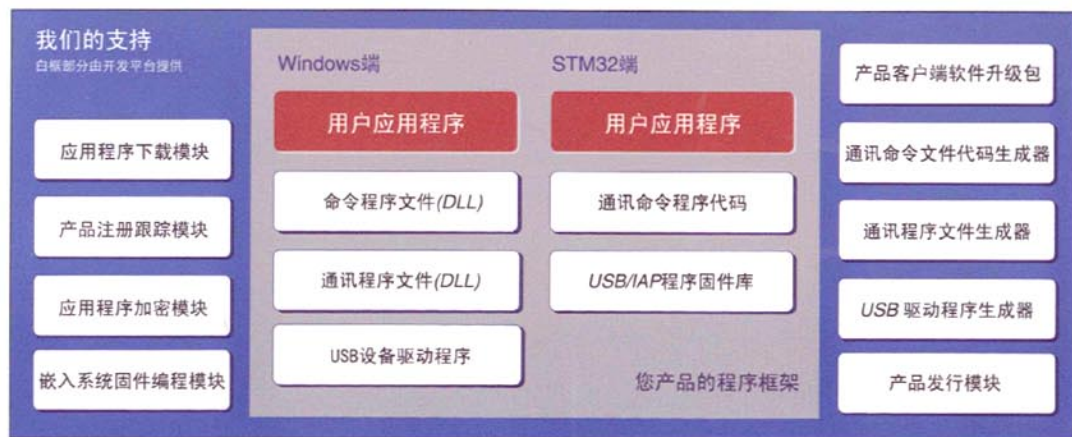 我们的支持
白框部分由开发平台提供
应用程序下载模块
产品注册跟踪模块
应用程序加密模块
嵌入系统固件编程模块
Windows端
用户应用程序
命令程序文件(DLL)
通讯程序文件(DLL)
USB设备驱动程序
STM32端
用户应用程序
通讯命令程序代码
USB/IAP程序固件库
您产品的程序框架
产品客户端软件升级包
通讯命令文件代码生成器
通讯程序文件生成器
USB 驱动程序生成器
产品发行模块